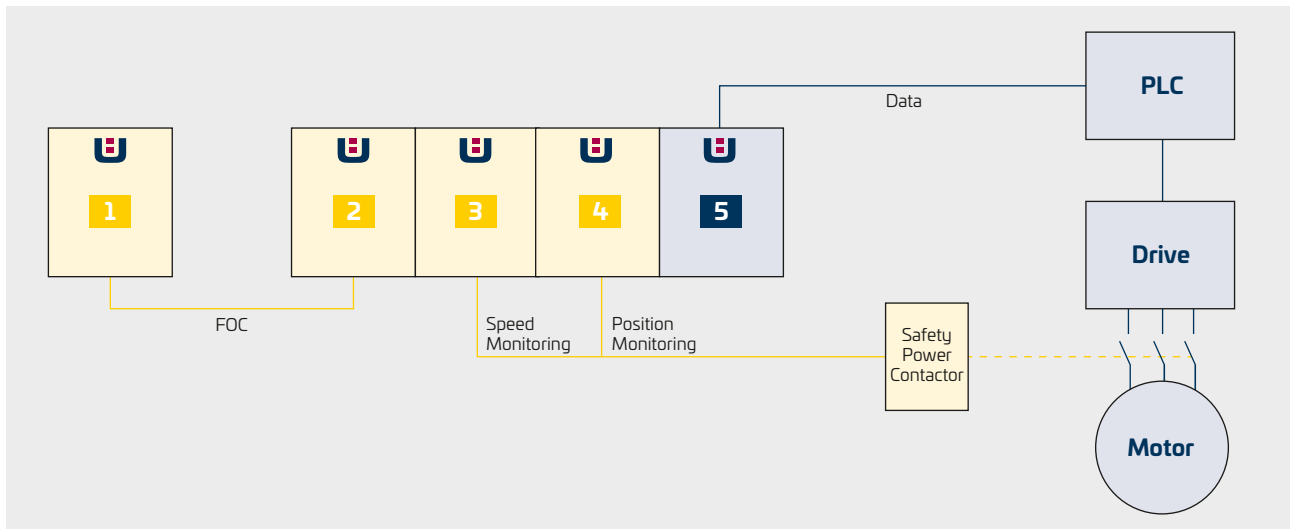 PLC
Data
1
2
3
4
5
Drive
FOC
Speed
Monitoring
Position
Monitoring
Safety
Power
Contactor
Motor